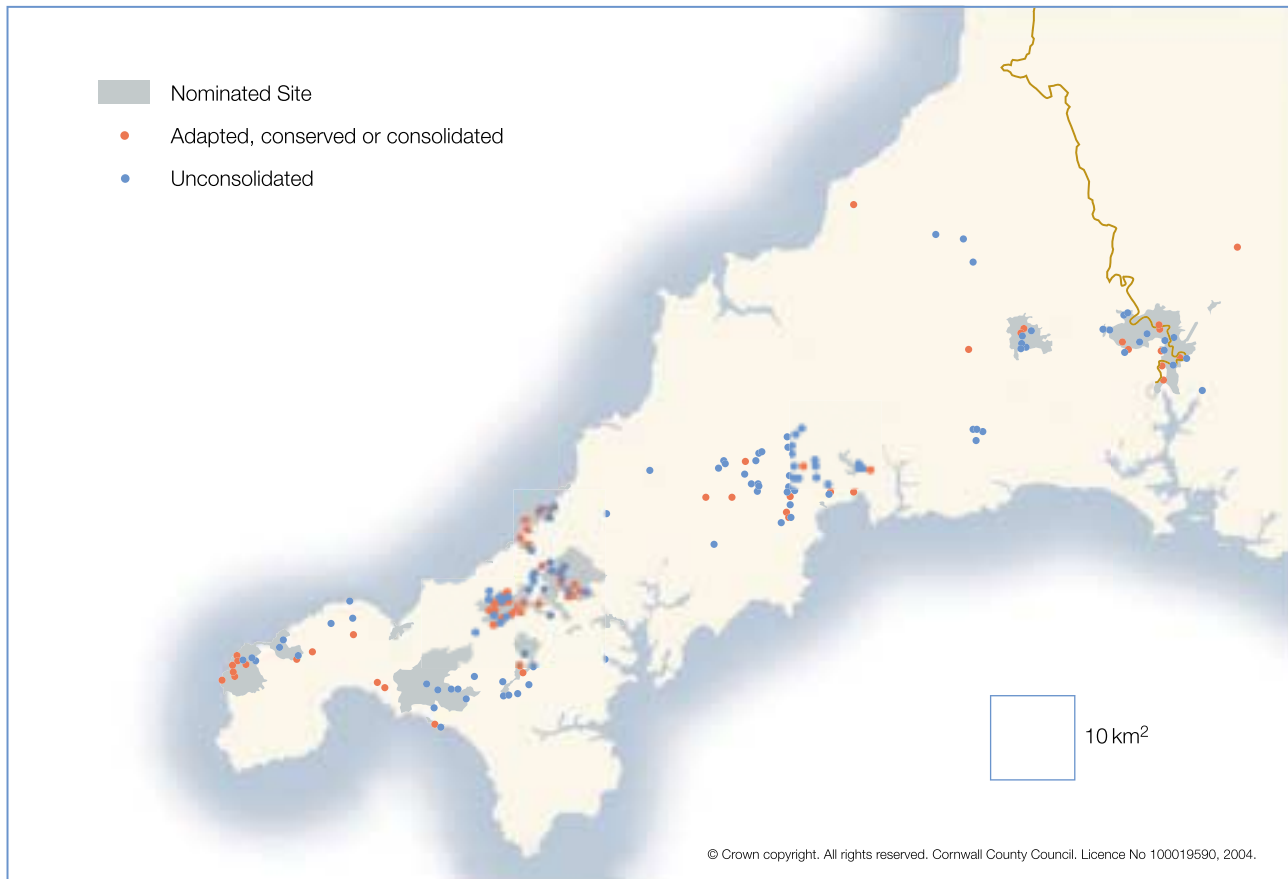 Nominated Site
Adapted, conserved or consolidated
Unconsolidated
10 km²
© Crown copyright. All rights reserved. Cornwall County Council. Licence No 100019590, 2004.